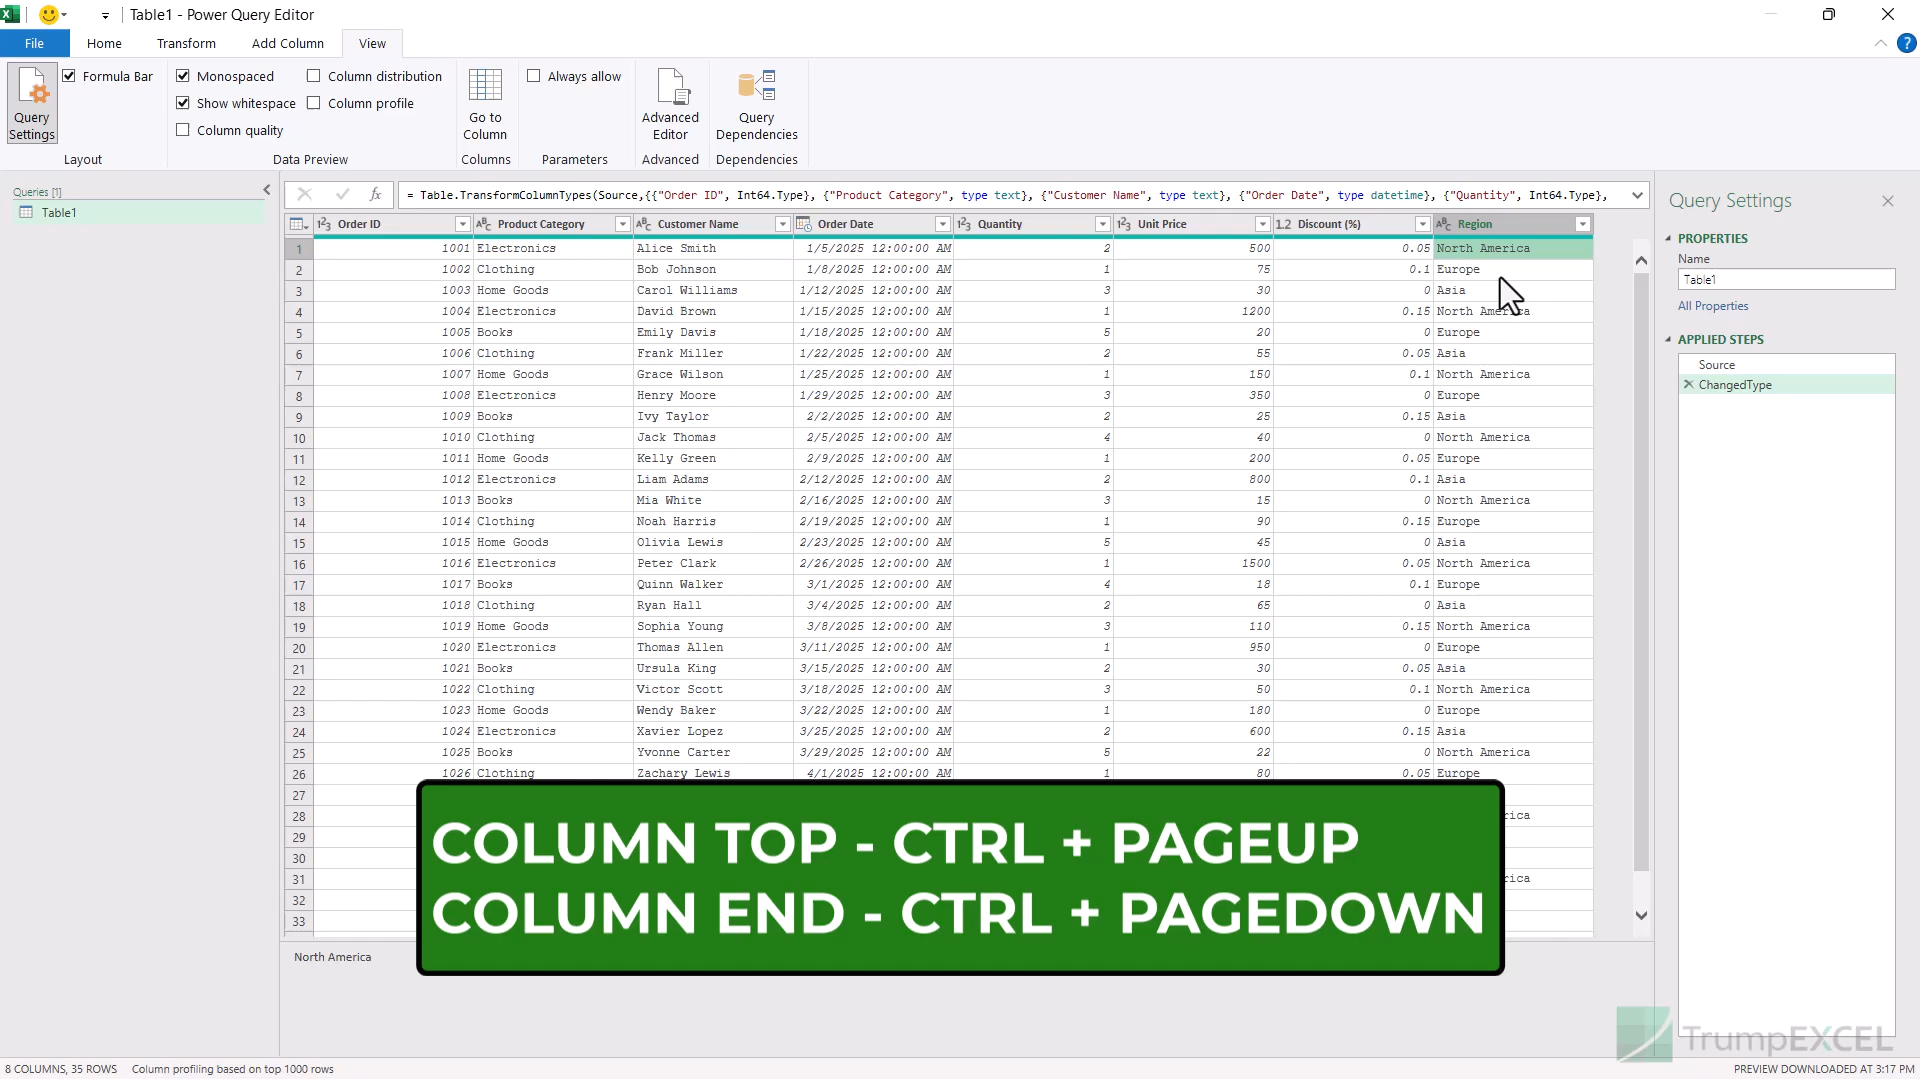 Table1 - Power Query Editor
File Home Transform Add Column View
Query Settings
Formula Bar
Layout
Monospaced Column distribution
Show whitespace Column profile
Column quality
Data Preview
Go to Column
Columns
Always allow
Parameters
Advanced Editor
Advanced
Query Dependencies
Dependencies
Queries [1]
Table1
fx = Table.TransformColumnTypes(Source,{{"Order ID", Int64.Type}, {"Product Category", type text}, {"Customer Name", type text}, {"Order Date", type datetime}, {"Quantity", Int64.Type},
Order ID Product Category Customer Name Order Date Quantity Unit Price 1.2 Discount (%) Region
1 1001 Electronics Alice Smith 1/5/2025 12:00:00 AM 2 500 0.05 North America
2 1002 Clothing Bob Johnson 1/8/2025 12:00:00 AM 1 75 0.1 Europe
3 1003 Home Goods Carol Williams 1/12/2025 12:00:00 AM 3 30 0 Asia
4 1004 Electronics David Brown 1/15/2025 12:00:00 AM 1 1200 0.15 North America
5 1005 Books Emily Davis 1/18/2025 12:00:00 AM 5 20 0 Europe
6 1006 Clothing Frank Miller 1/22/2025 12:00:00 AM 2 55 0.05 Asia
7 1007 Home Goods Grace Wilson 1/25/2025 12:00:00 AM 1 150 0.1 North America
8 1008 Electronics Henry Moore 1/29/2025 12:00:00 AM 3 350 0 Europe
9 1009 Books Ivy Taylor 2/2/2025 12:00:00 AM 2 25 0.15 Asia
10 1010 Clothing Jack Thomas 2/5/2025 12:00:00 AM 4 40 0 North America
11 1011 Home Goods Kelly Green 2/9/2025 12:00:00 AM 1 200 0.05 Europe
12 1012 Electronics Liam Adams 2/12/2025 12:00:00 AM 2 800 0.1 Asia
13 1013 Books Mia White 2/16/2025 12:00:00 AM 3 15 0 North America
14 1014 Clothing Noah Harris 2/19/2025 12:00:00 AM 1 90 0.15 Europe
15 1015 Home Goods Olivia Lewis 2/23/2025 12:00:00 AM 5 45 0 Asia
16 1016 Electronics Peter Clark 2/26/2025 12:00:00 AM 1 1500 0.05 North America
17 1017 Books Quinn Walker 3/1/2025 12:00:00 AM 4 18 0.1 Europe
18 1018 Clothing Ryan Hall 3/4/2025 12:00:00 AM 2 65 0 Asia
19 1019 Home Goods Sophia Young 3/8/2025 12:00:00 AM 3 110 0.15 North America
20 1020 Electronics Thomas Allen 3/11/2025 12:00:00 AM 1 950 0 Europe
21 1021 Books Ursula King 3/15/2025 12:00:00 AM 2 30 0.05 Asia
22 1022 Clothing Victor Scott 3/18/2025 12:00:00 AM 3 50 0.1 North America
23 1023 Home Goods Wendy Baker 3/22/2025 12:00:00 AM 1 180 0 Europe
24 1024 Electronics Xavier Lopez 3/25/2025 12:00:00 AM 2 600 0.15 Asia
25 1025 Books Yvonne Carter 3/29/2025 12:00:00 AM 5 22 0 North America
26 1026 Clothing Zachary Lewis 4/1/2025 12:00:00 AM 1 80 0.05 Europe
27
28
29
30
31
32
33
COLUMN TOP - CTRL + PAGEUP
COLUMN END - CTRL + PAGEDOWN
North America
Query Settings
PROPERTIES
Name
Table1
All Properties
APPLIED STEPS
Source
ChangedType
TrumpEXCEL
8 COLUMNS, 35 ROWS Column profiling based on top 1000 rows
PREVIEW DOWNLOADED AT 3:17 PM